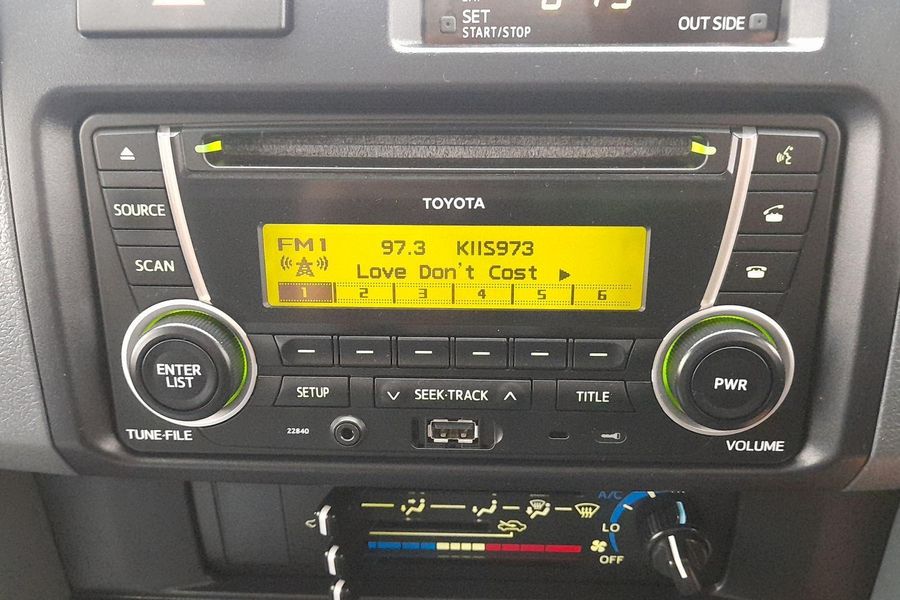 SET
START/STOP
OUT SIDE
SOURCE
SCAN
TOYOTA
FM1 97.3 KIIS973
Love Don't Cost
1 2 3 4 5 6
ENTER
LIST
TUNE·FILE
SETUP
SEEK·TRACK
TITLE
PWR
VOLUME
22840
A/C
LO
OFF